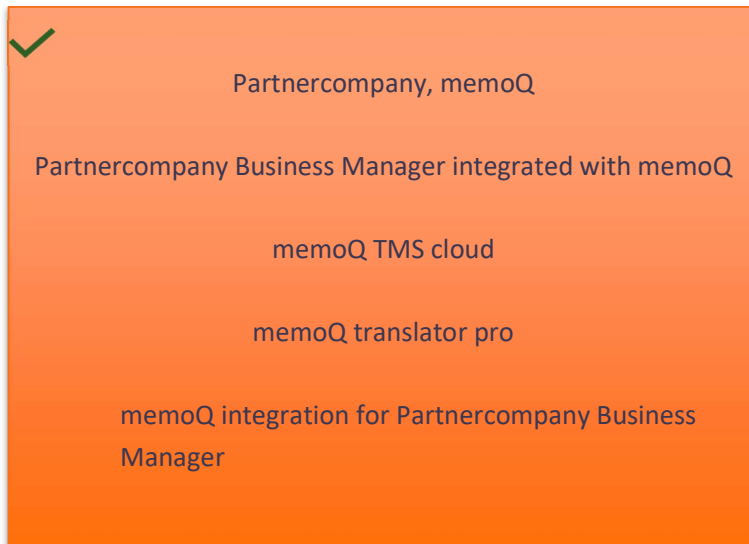 Partnercompany, memoQ
Partnercompany Business Manager integrated with memoQ
memoQ TMS cloud
memoQ translator pro
memoQ integration for Partnercompany Business
Manager